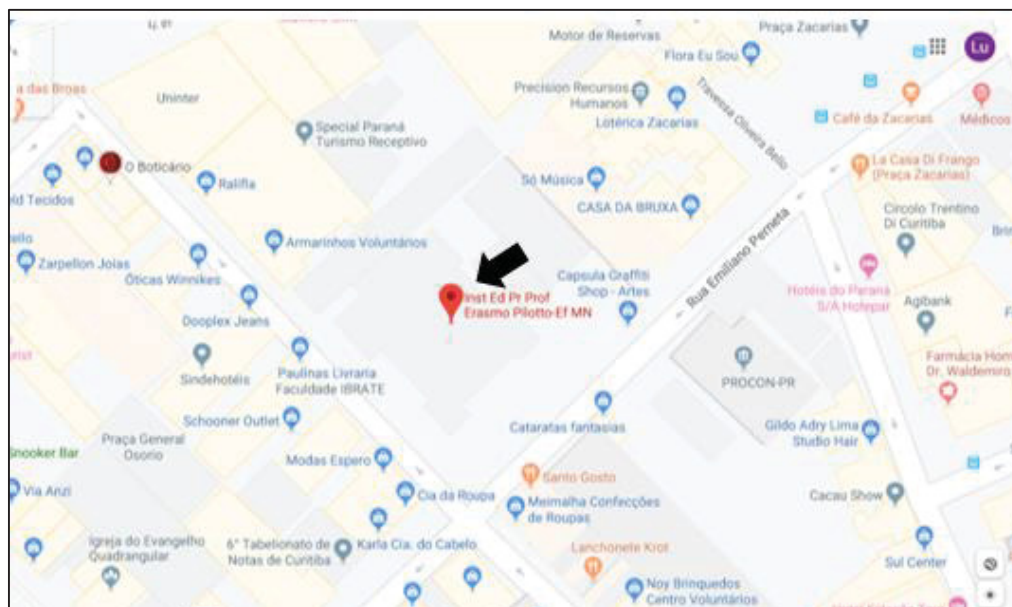 Motor de Reservas
Praça Zacarias
Flora Eu Sou
Lu
a das Broas
Uninter
Precision Recursos
Humanos
Travessa Oliveira Bello
Café da Zacarias
Médicos
Special Paraná
Turismo Receptivo
Lotérica Zacarias
O Boticário
La Casa Di Frango
(Praça Zacarias)
ld Tecidos
Ralifla
Só Música
CASA DA BRUXA
Circolo Trentino
Di Curitiba
Armarinhos Voluntários
Rua Emiliano Perneta
Zarpellon Joias
Óticas Winnikes
Capsula Graffiti
Shop - Artes
Hotéis do Paraná
S/A Hotepar
Agibank
Inst Ed Pr Prof
Erasmo Pilotto-Ef MN
Dooplex Jeans
Sindehotéis
Paulinas Livraria
Faculdade IBRATE
PROCON-PR
Farmácia Hom
Dr. Waldemiro
Schooner Outlet
Cataratas fantasias
Gildo Adry Lima
Studio Hair
Praça General
Osorio
Snooker Bar
Modas Espero
Santo Gosto
Via Anzi
Cia da Roupa
Meimalha Confecções
de Roupas
Cacau Show
Igreja do Evangelho
Quadrangular
6° Tabelionato de
Notas de Curitiba
Karla Cia. do Cabelo
Lanchonete Krot
Sul Center
Noy Brinquedos
Centro Voluntários